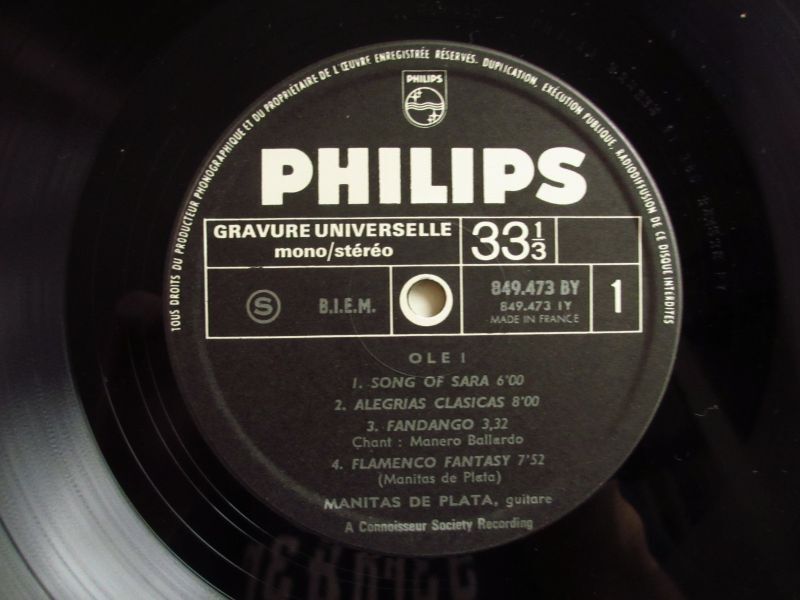 TOUS DROITS DU PRODUCTEUR PHONOGRAPHIQUE ET DU PROPRIÉTAIRE DE L'ŒUVRE ENREGISTRÉE RÉSERVÉS. DUPLICATION, EXÉCUTION PUBLIQUE, RADIODIFFUSION DE CE DISQUE INTERDITES
PHILIPS
PHILIPS
GRAVURE UNIVERSELLE
mono/stéréo
33 1/3
S
B.I.E.M.
849.473 BY
849.473 1Y
MADE IN FRANCE
1
OLE !
1. SONG OF SARA 6'00
2. ALEGRIAS CLASICAS 8'00
3. FANDANGO 3,32
Chant : Manero Ballardo
4. FLAMENCO FANTASY 7'52
(Manitas de Plata)
MANITAS DE PLATA, guitare
A Connoisseur Society Recording